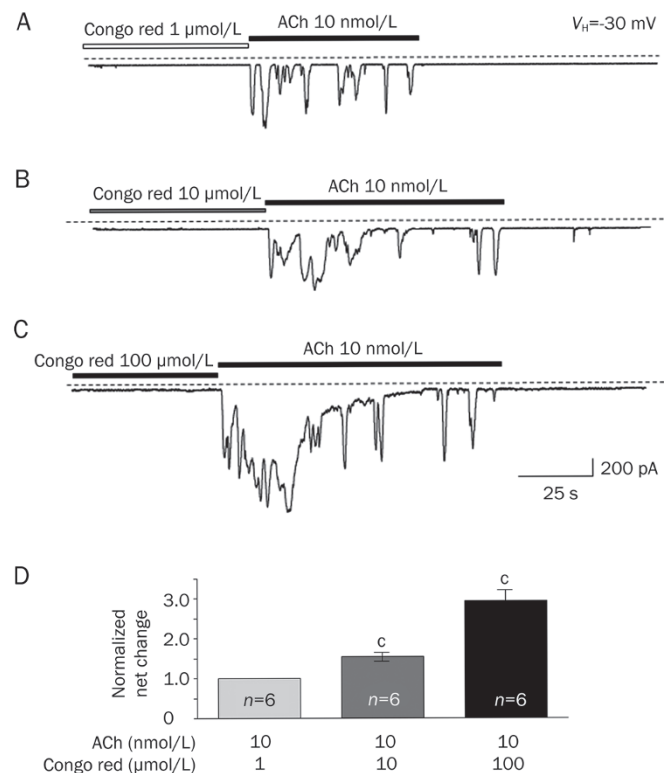 A
Congo red 1 µmol/L
ACh 10 nmol/L
V_H=-30 mV
B
Congo red 10 µmol/L
ACh 10 nmol/L
C
Congo red 100 µmol/L
ACh 10 nmol/L
200 pA
25 s
D
Normalized
net change
3.0
2.0
1.0
0
c
c
n=6
n=6
n=6
ACh (nmol/L) 10 10 10
Congo red (µmol/L) 1 10 100